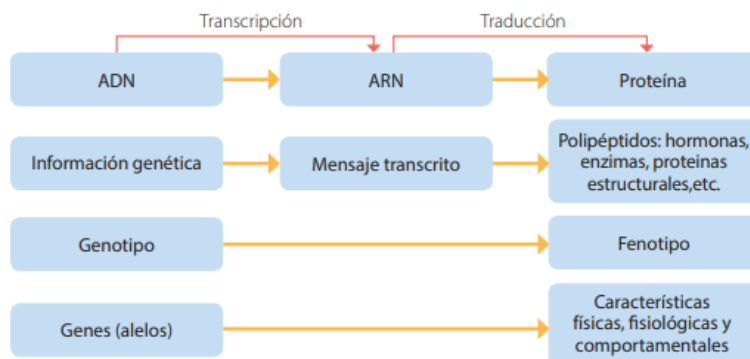 Transcripción
Traducción
ADN
ARN
Proteína
Información genética
Mensaje transcrito
Polipéptidos: hormonas,
enzimas, proteinas
estructurales,etc.
Genotipo
Fenotipo
Genes (alelos)
Características
físicas, fisiológicas y
comportamentales